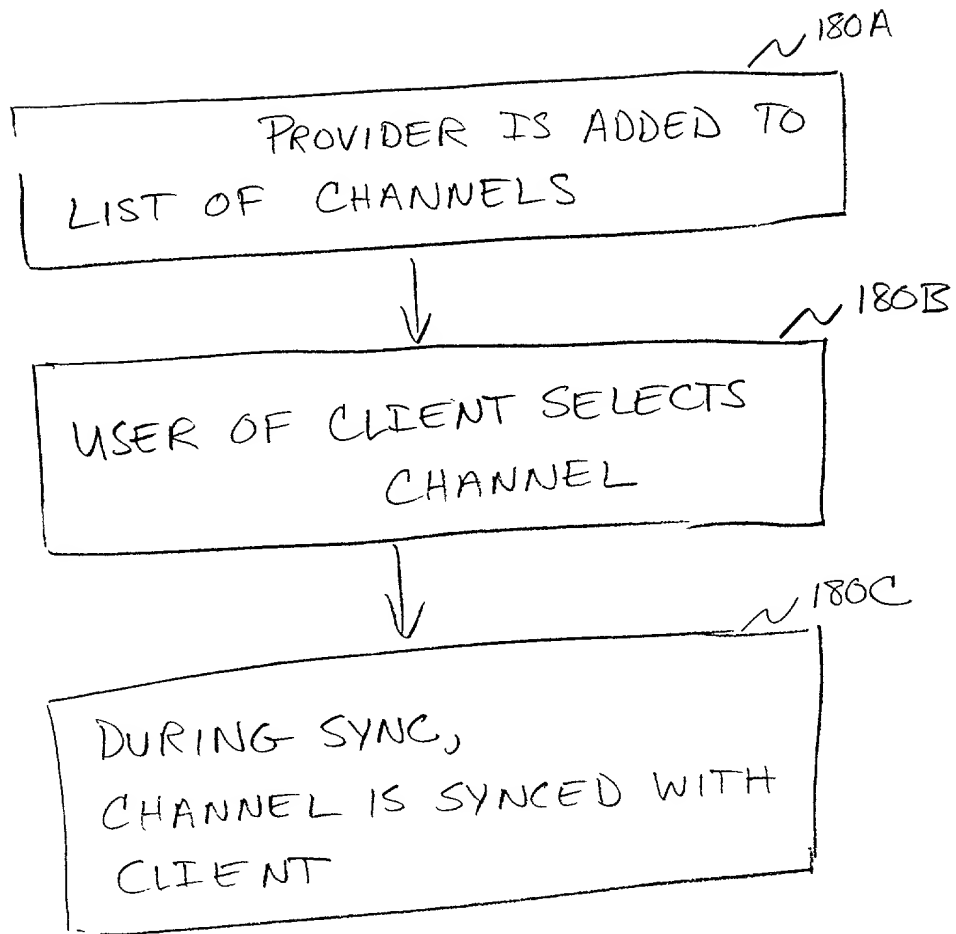 180A
PROVIDER IS ADDED TO
LIST OF CHANNELS
180B
USER OF CLIENT SELECTS
CHANNEL
180C
DURING SYNC,
CHANNEL IS SYNCED WITH
CLIENT